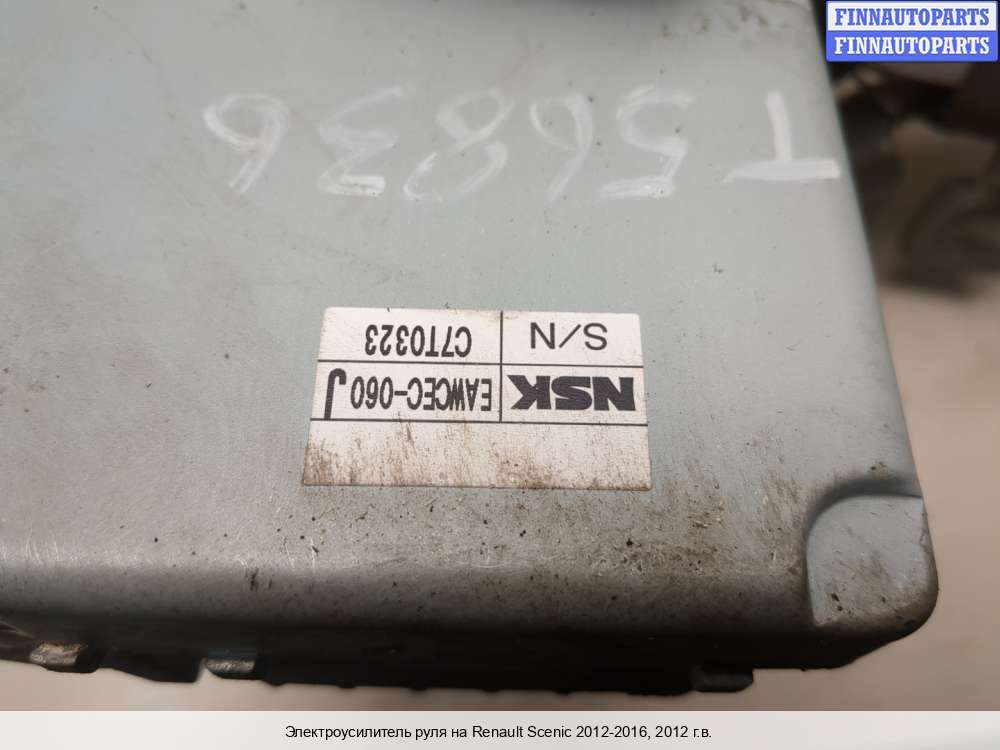 FINNAUTOPARTS
FINNAUTOPARTS
NSK EAWCEC-060 J
S/N C7T0323
T56836
Электроусилитель руля на Renault Scenic 2012-2016, 2012 г.в.